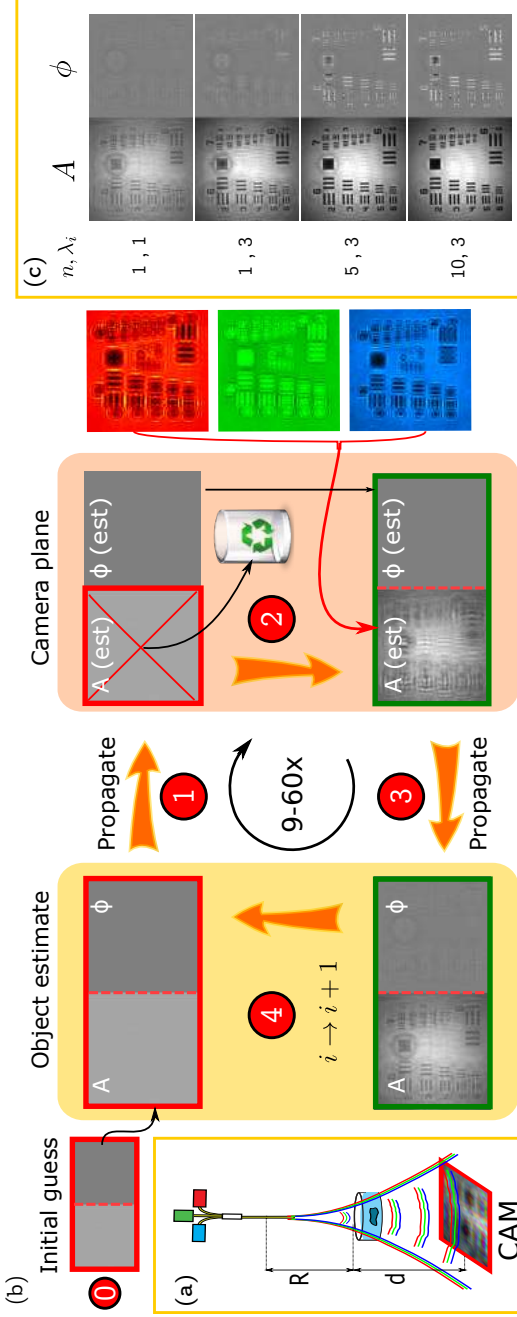 (b)
Initial guess
0
Object estimate
A
ϕ
4
i → i + 1
A
ϕ
Propagate
1
9-60x
3
Propagate
Camera plane
A (est)
ϕ (est)
2
A (est)
ϕ (est)
(a)
R
d
CAM
(c)
n, λi
A
ϕ
1 , 1
1 , 3
5 , 3
10, 3